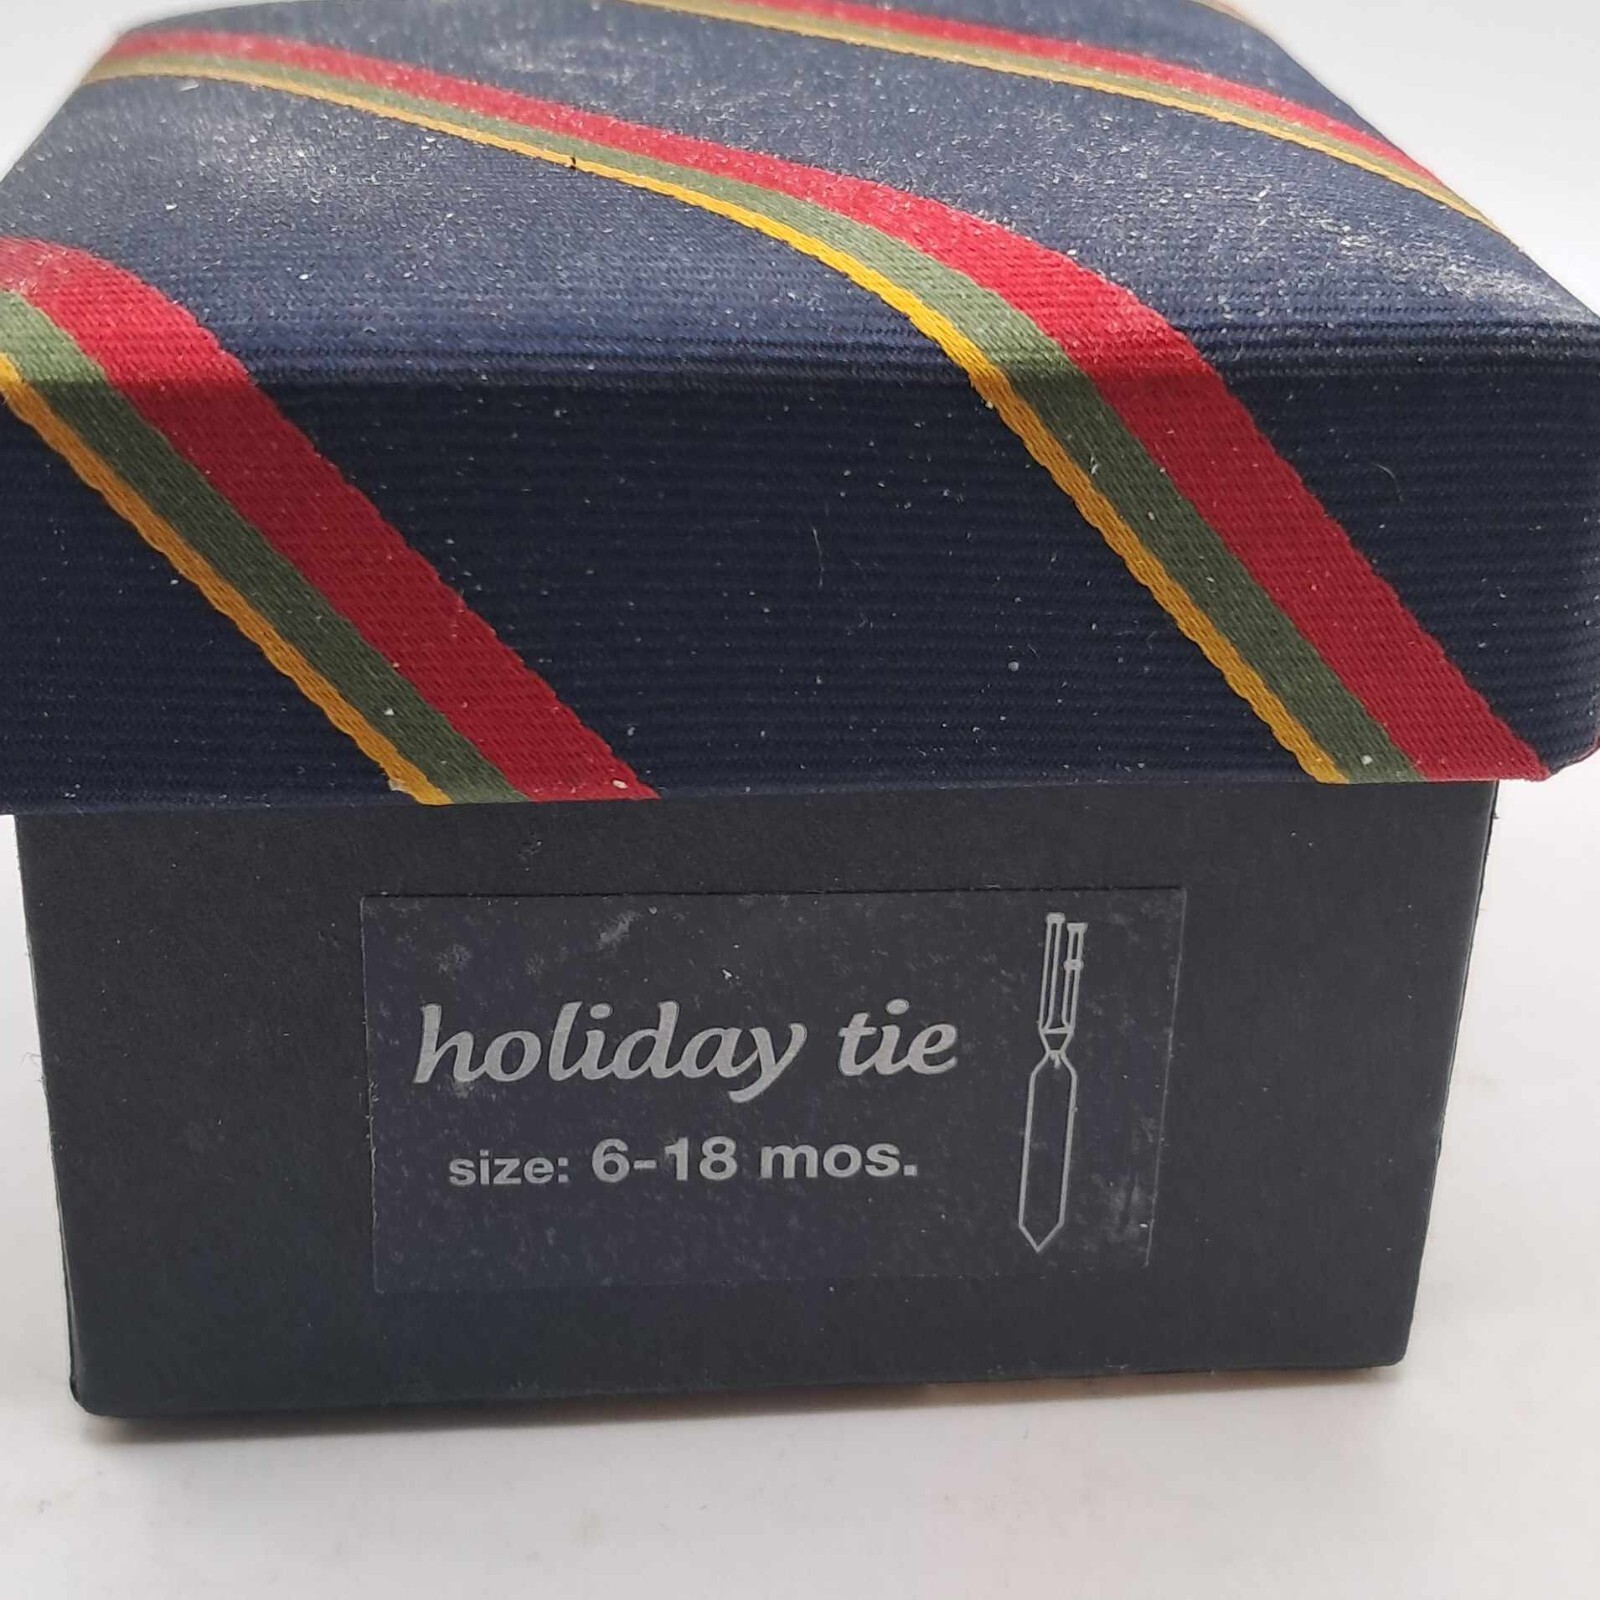 holiday tie
size: 6-18 mos.